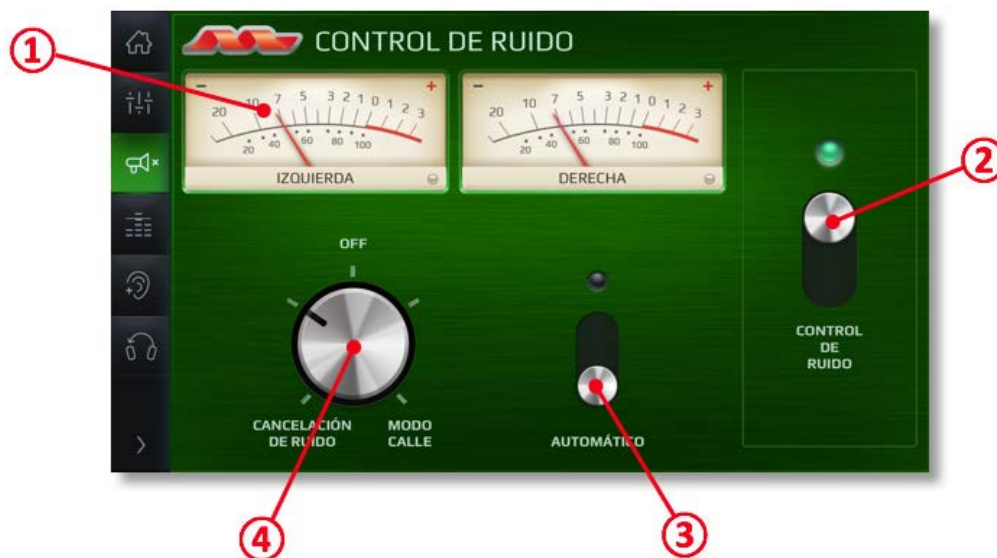 CONTROL DE RUIDO
1
- +
20 10 7 5 3 2 1 0 1 2 3
20 40 60 80 100
IZQUIERDA
- +
20 10 7 5 3 2 1 0 1 2 3
20 40 60 80 100
DERECHA
2
OFF
CONTROL
DE
RUIDO
CANCELACIÓN
DE RUIDO
MODO
CALLE
AUTOMÁTICO
4
3